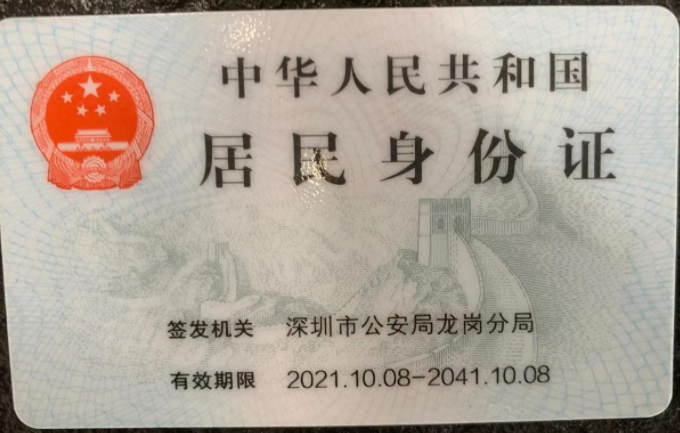 中华人民共和国
居民身份证
签发机关 深圳市公安局龙岗分局
有效期限 2021.10.08-2041.10.08